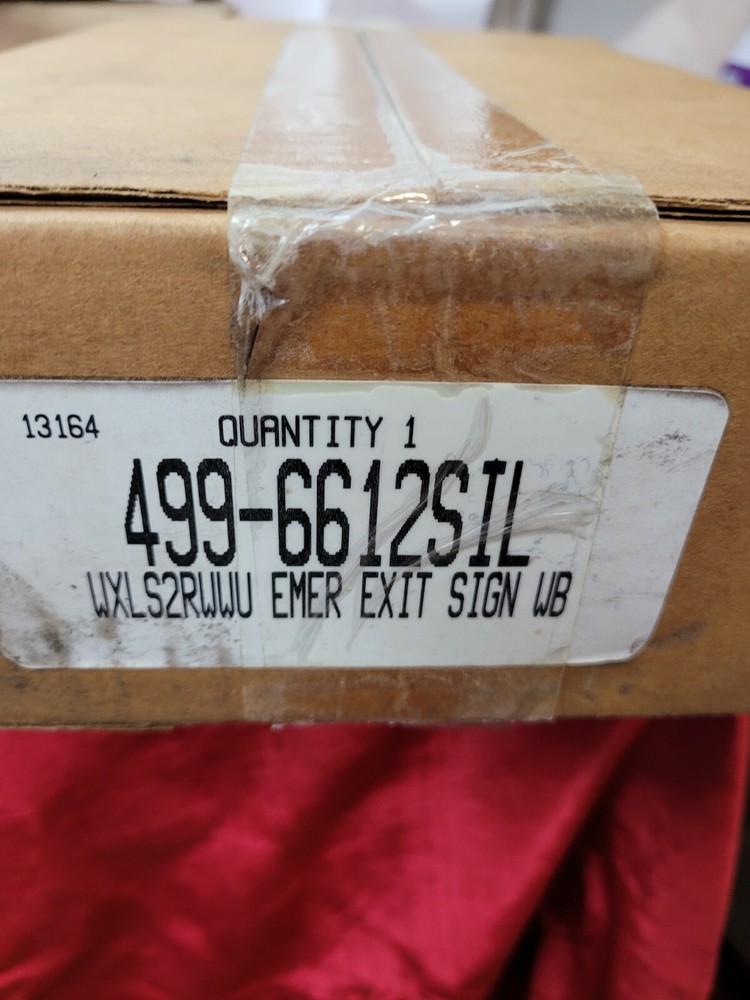 13164
QUANTITY 1
499-6612SIL
WXLS2RWWU EMER EXIT SIGN WB